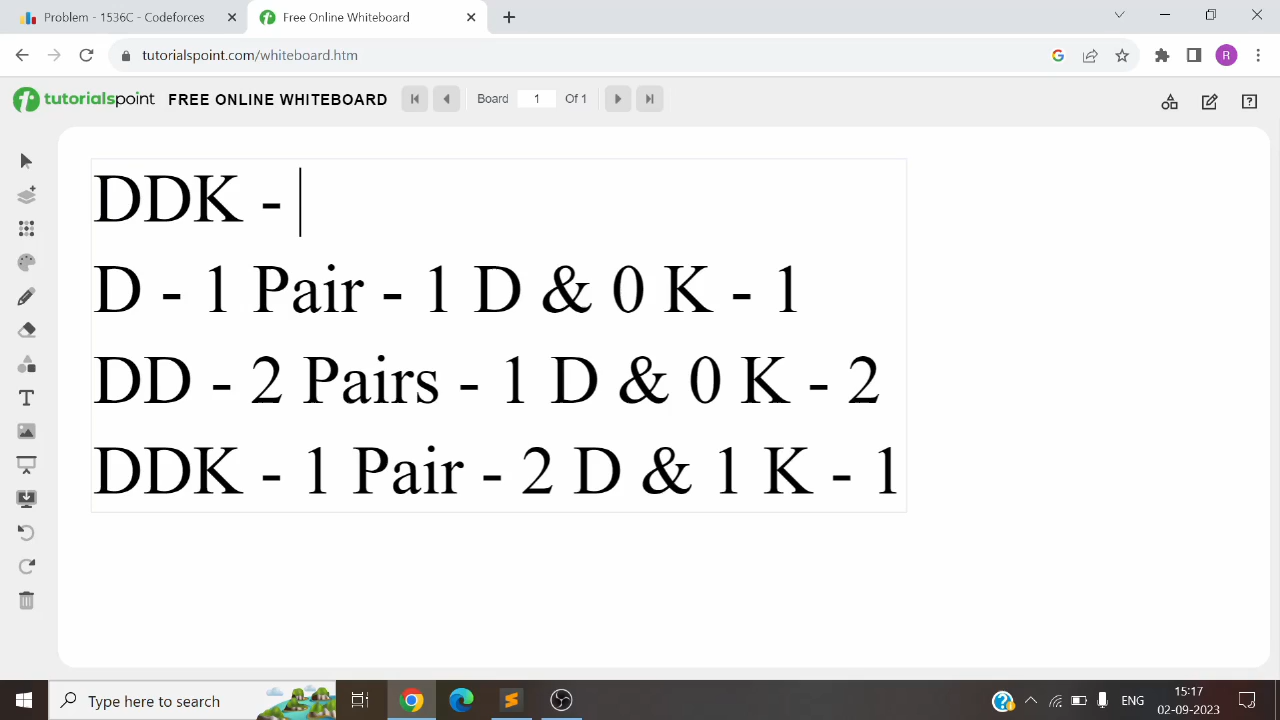 Problem - 1536C - Codeforces
Free Online Whiteboard
tutorialspoint.com/whiteboard.htm
R
tutorialspoint
FREE ONLINE WHITEBOARD
Board 1 Of 1
DDK -
D - 1 Pair - 1 D & 0 K - 1
DD - 2 Pairs - 1 D & 0 K - 2
DDK - 1 Pair - 2 D & 1 K - 1
Type here to search
ENG
15:17
02-09-2023